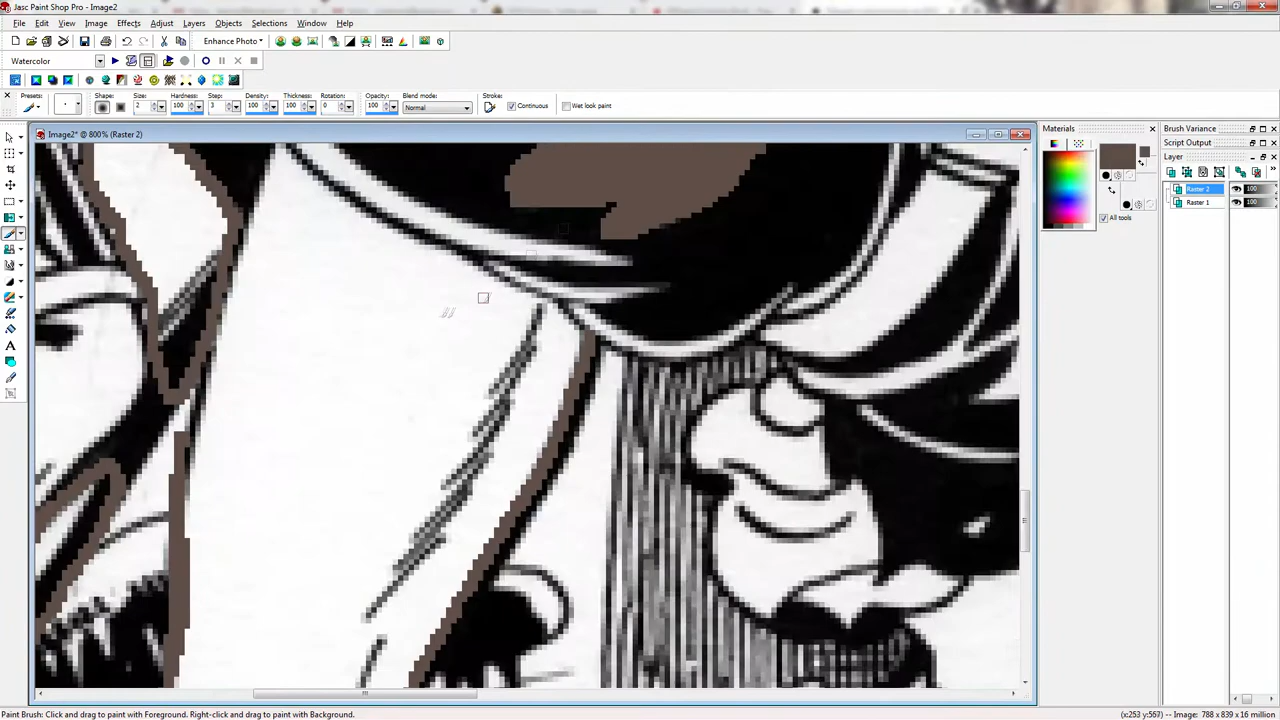 Jasc Paint Shop Pro - Image2
File Edit View Image Effects Adjust Layers Objects Selections Window Help
Enhance Photo
Watercolor
Presets: Shape: Size: Hardness: Step: Density: Thickness: Rotation: Opacity: Blend mode: Stroke:
2 100 3 100 100 0 100 Normal Continuous Wet look paint
Image2* @ 800% (Raster 2)
Materials
All tools
Brush Variance
Script Output
Layer
Raster 2 100
Raster 1 100
Paint Brush: Click and drag to paint with Foreground. Right-click and drag to paint with Background.
(x:253 y:567) -- Image: 788 x 839 x 16 million